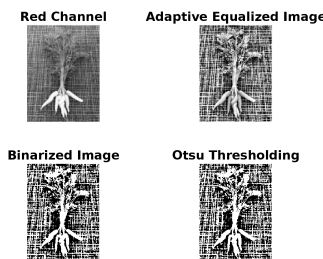 Red Channel
Adaptive Equalized Image
Binarized Image
Otsu Thresholding